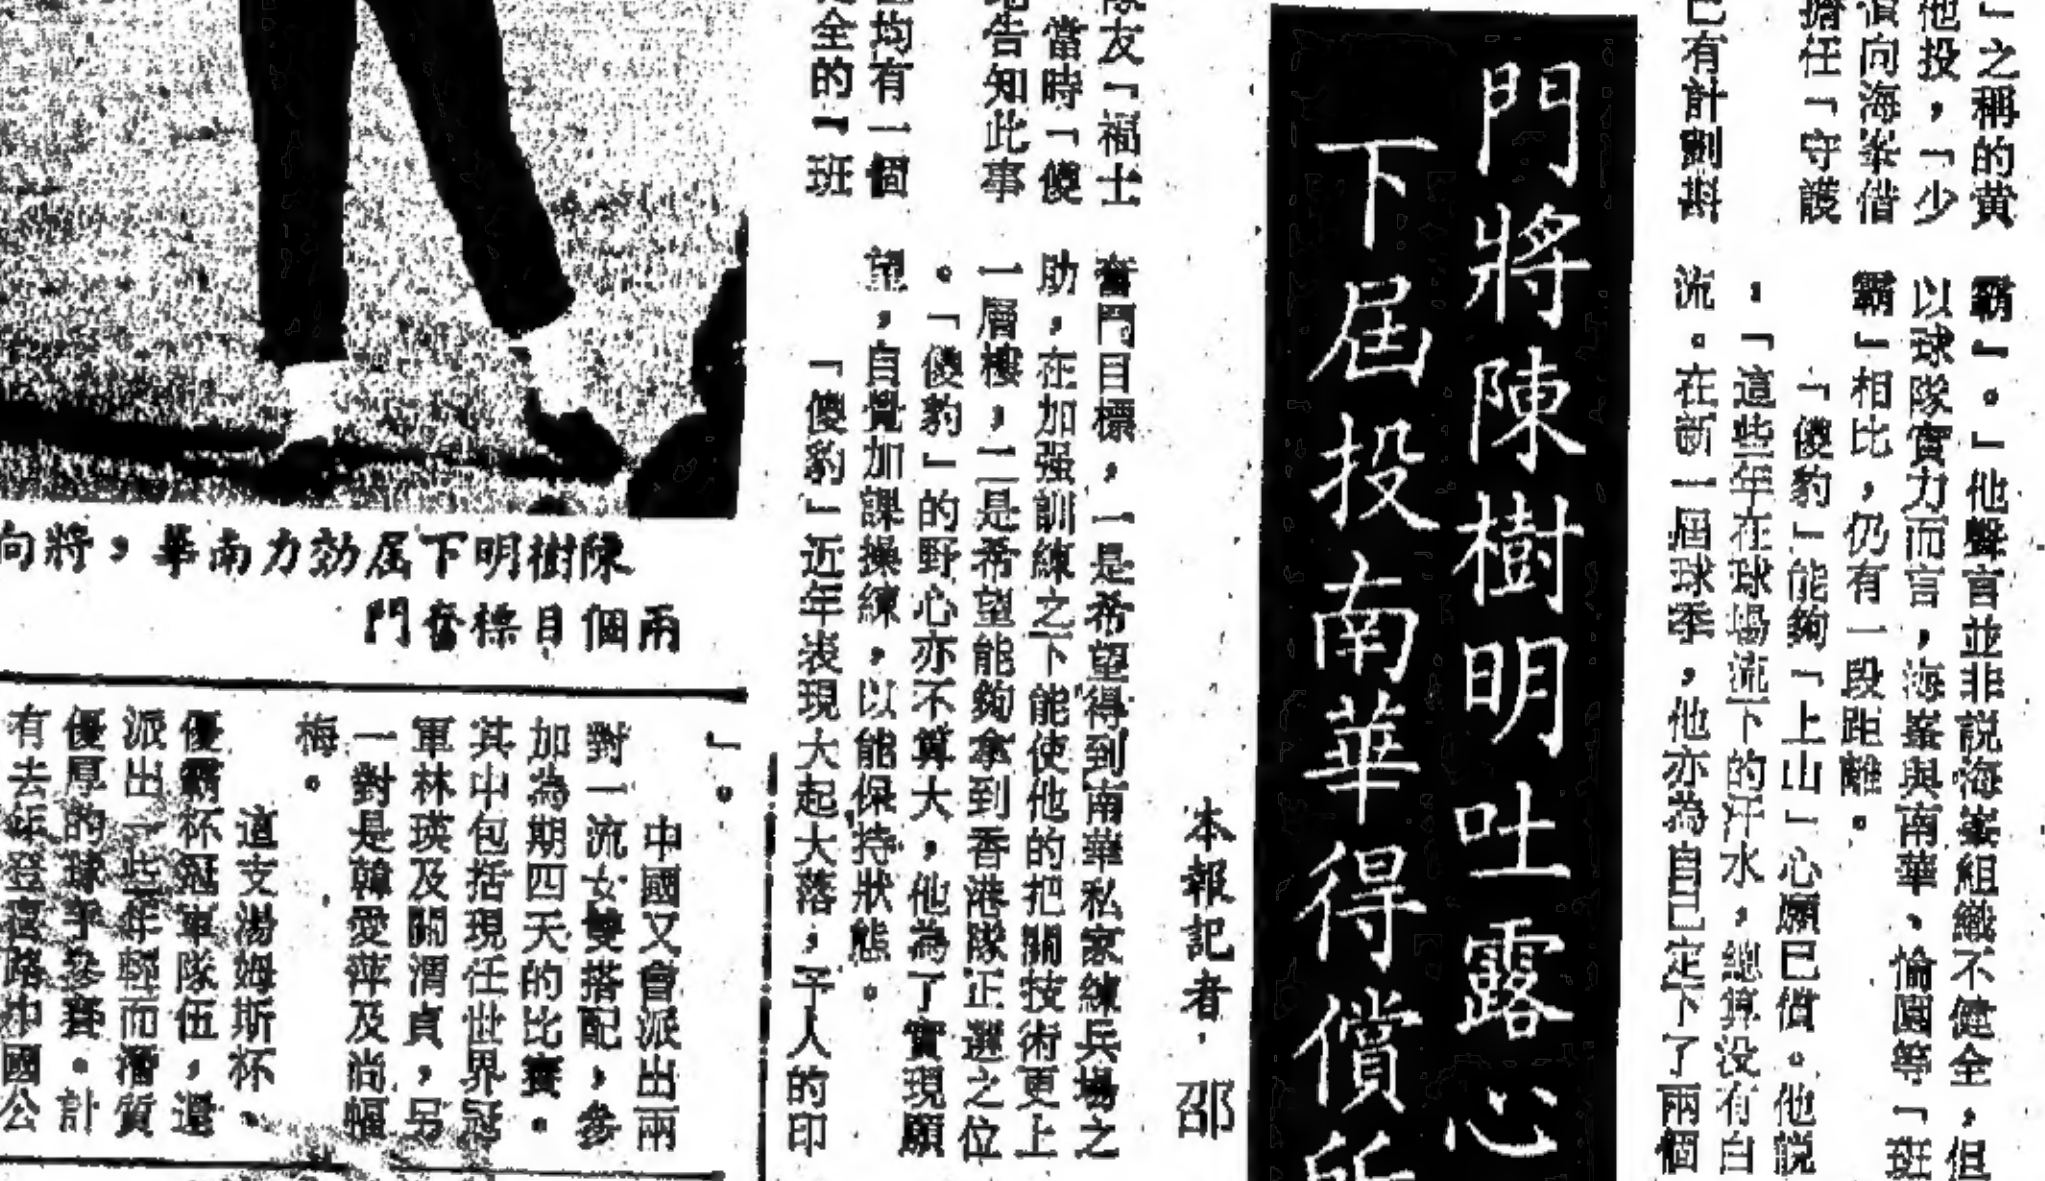 」之稱的黃
他投，「少
償向海峯借
擔任「守護
已有計劃斟
霸』。」他聲言並非說海峯組織不健全，但
以球隊實力而言，海峯與南華、愉園等「班
霸』相比，仍有一段距離。
「傻豹」能夠「上山」心願已償。他說
，「這些年在球場流下的汗水，總算沒有白
流。在新一屆球季，他亦為自己定下了兩個
門將陳樹明吐露心
下屆投南華得償所
本報記者，邵
隊友『福士
當時「傻
告知此事
均有一個
全的『班
奮鬥目標，一是希望得到南華私家練兵場之
助，在加强訓練之下能使他的把關技術更上
一層樓，二是希望能夠拿到香港隊正選之位
。「傻豹」的野心亦不算大，他為了實現願
望，自覺加課操練，以能保持狀態。
「傻豹」近年表現大起大落，予人的印
陳樹明下屆効力南華，將向
兩個目標奮鬥
」。
中國又會派出兩
對一流女雙搭配，參
加為期四天的比賽。
其中包括現任世界冠
軍林瑛及關渭貞，另
一對是韓愛萍及尚幅
梅。
這支湯姆斯杯、
優霸杯冠軍隊伍，還
派出一些年輕而潛質
優厚的球手參賽。計
有去年登陸路中國公